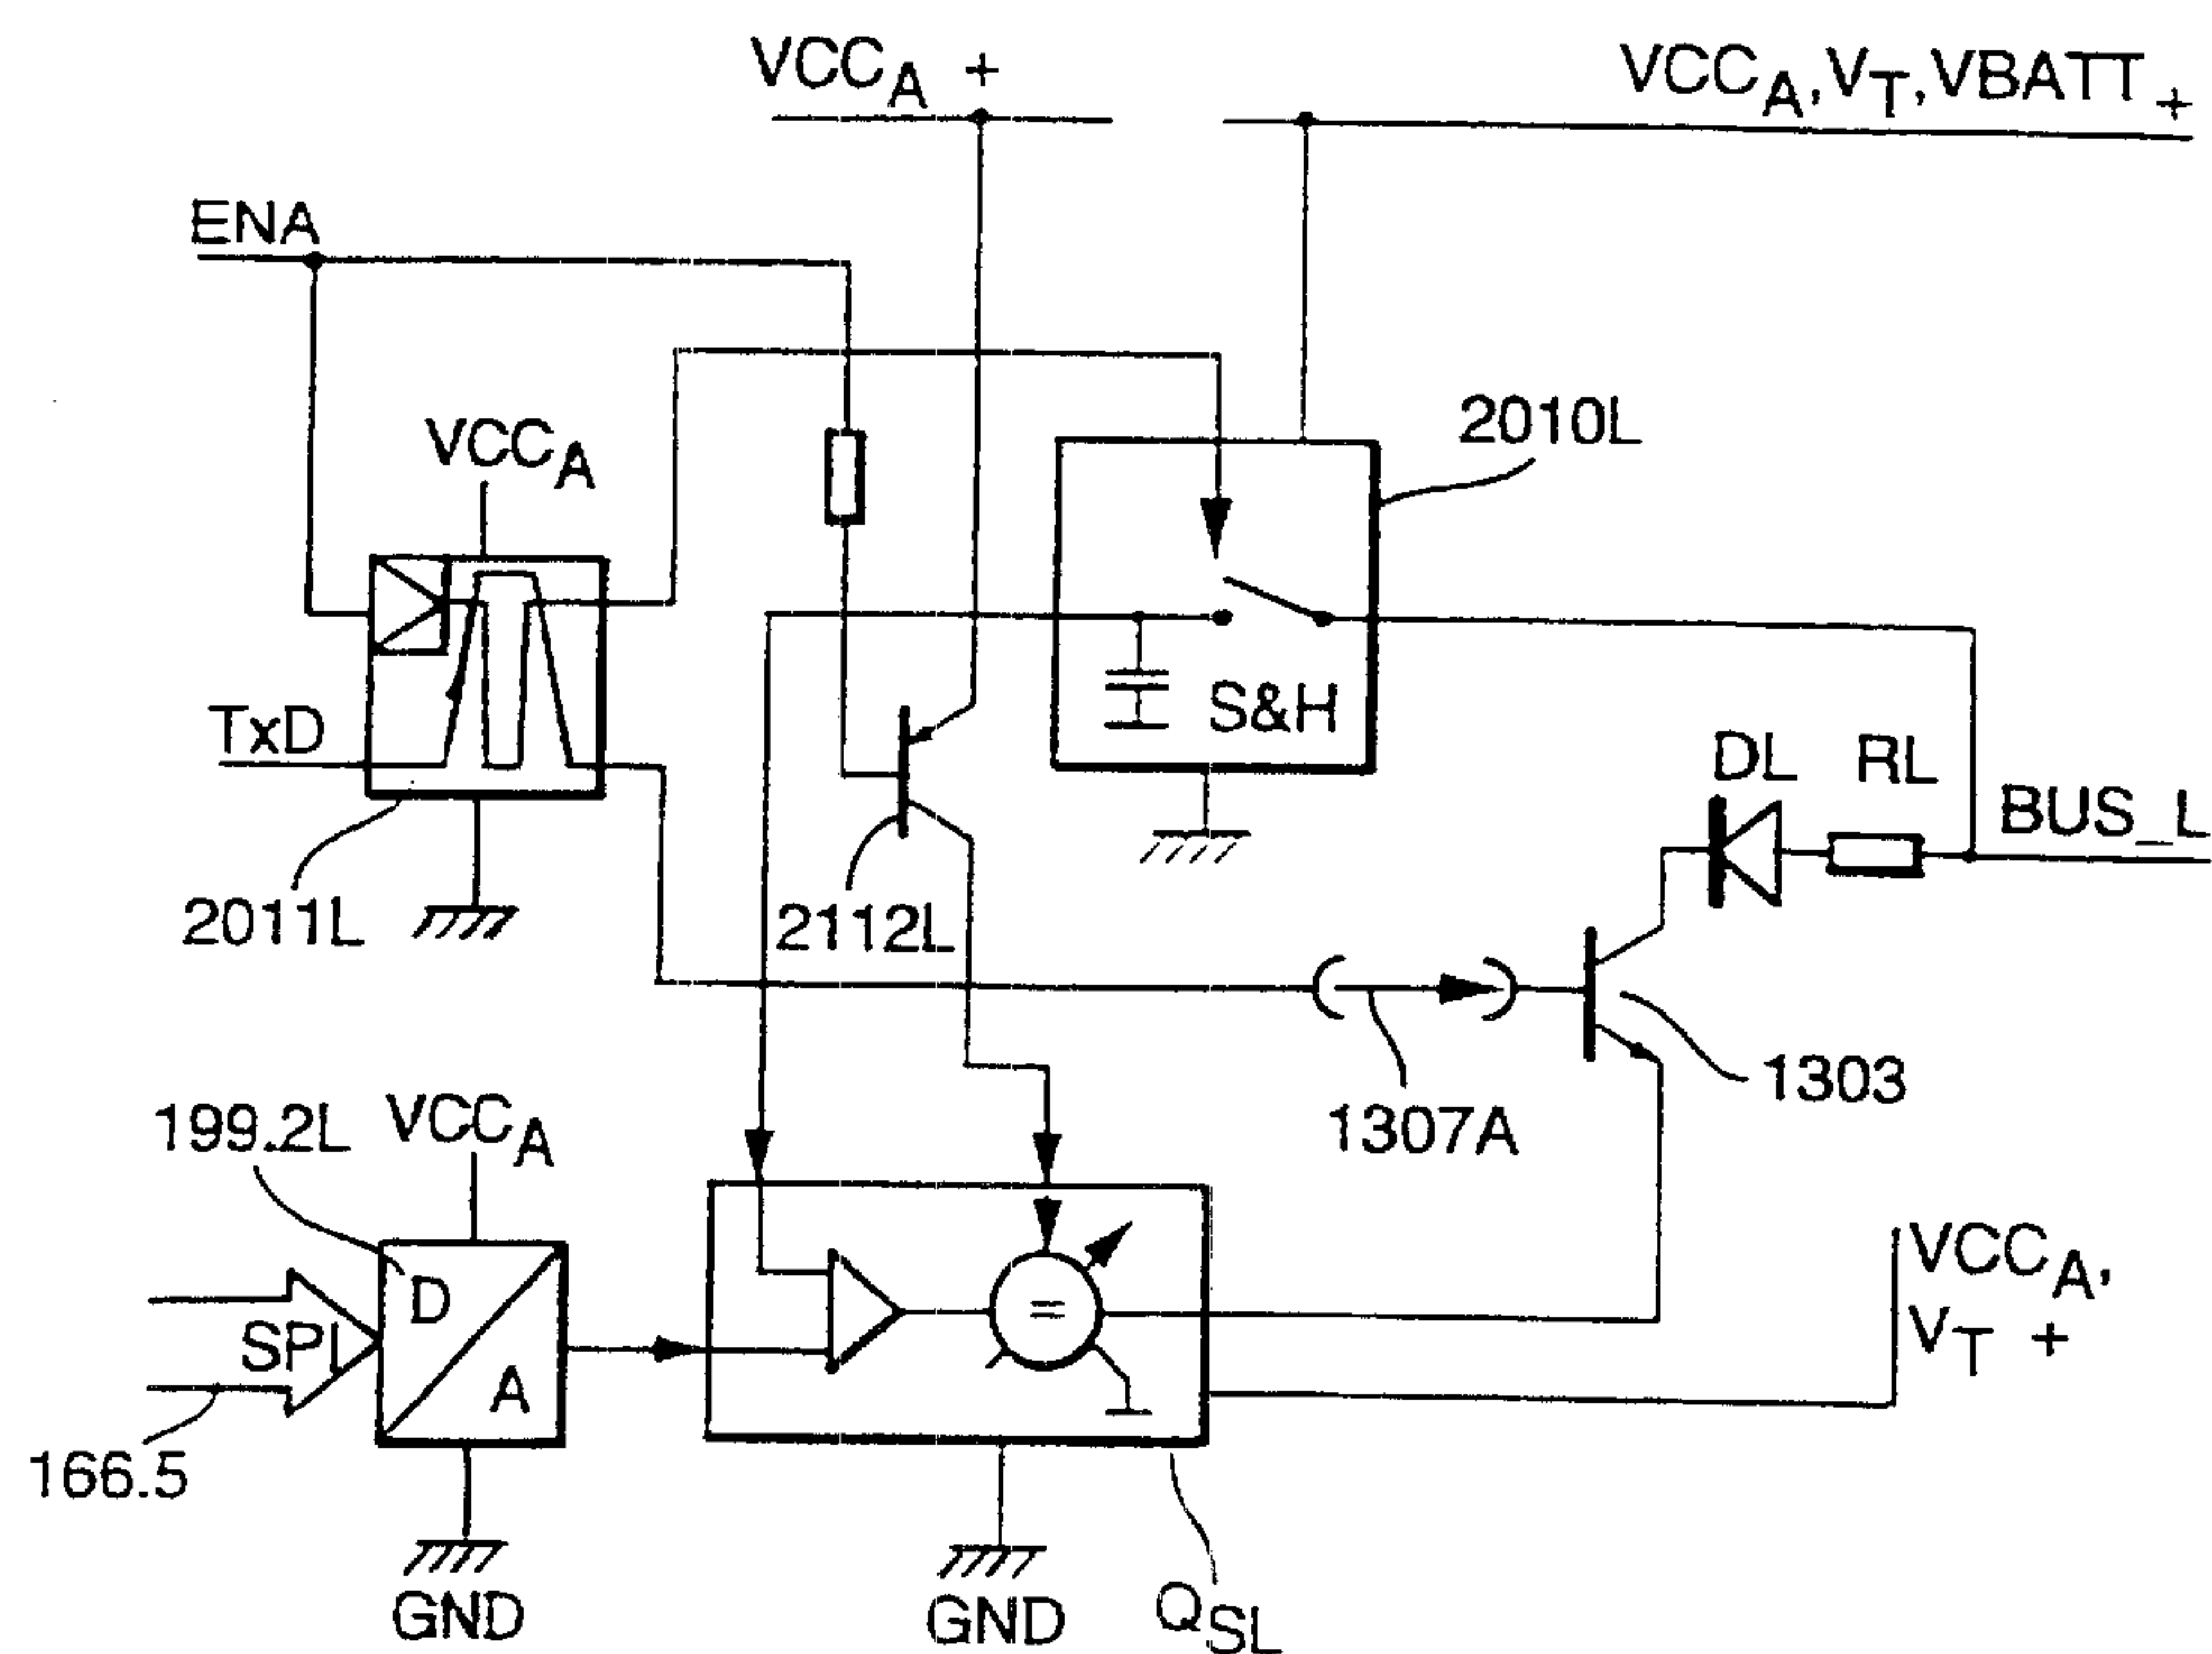 VCCA +
VCCA,VT,VBATT +
ENA
2010L
VCCA
S&H
TxD
DL
RL
BUS_L
2011L
2112L
1303
1307A
199.2L
VCCA
D
A
SPI
=
VCCA,
VT +
166.5
GND
GND
QSL